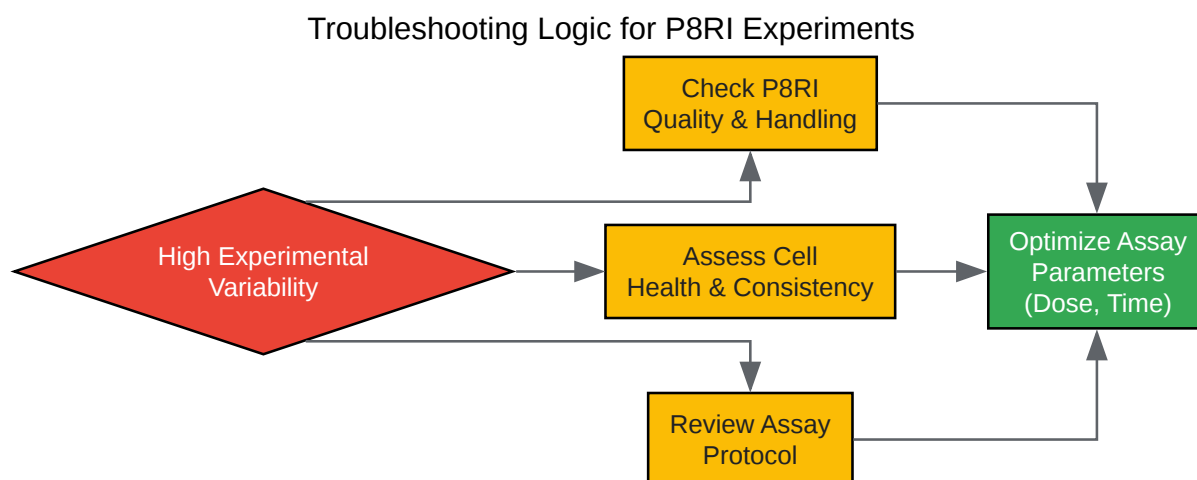 Troubleshooting Logic for P8RI Experiments
Check P8RI
Quality & Handling
High Experimental
Variability
Assess Cell
Health & Consistency
Optimize Assay
Parameters
(Dose, Time)
Review Assay
Protocol